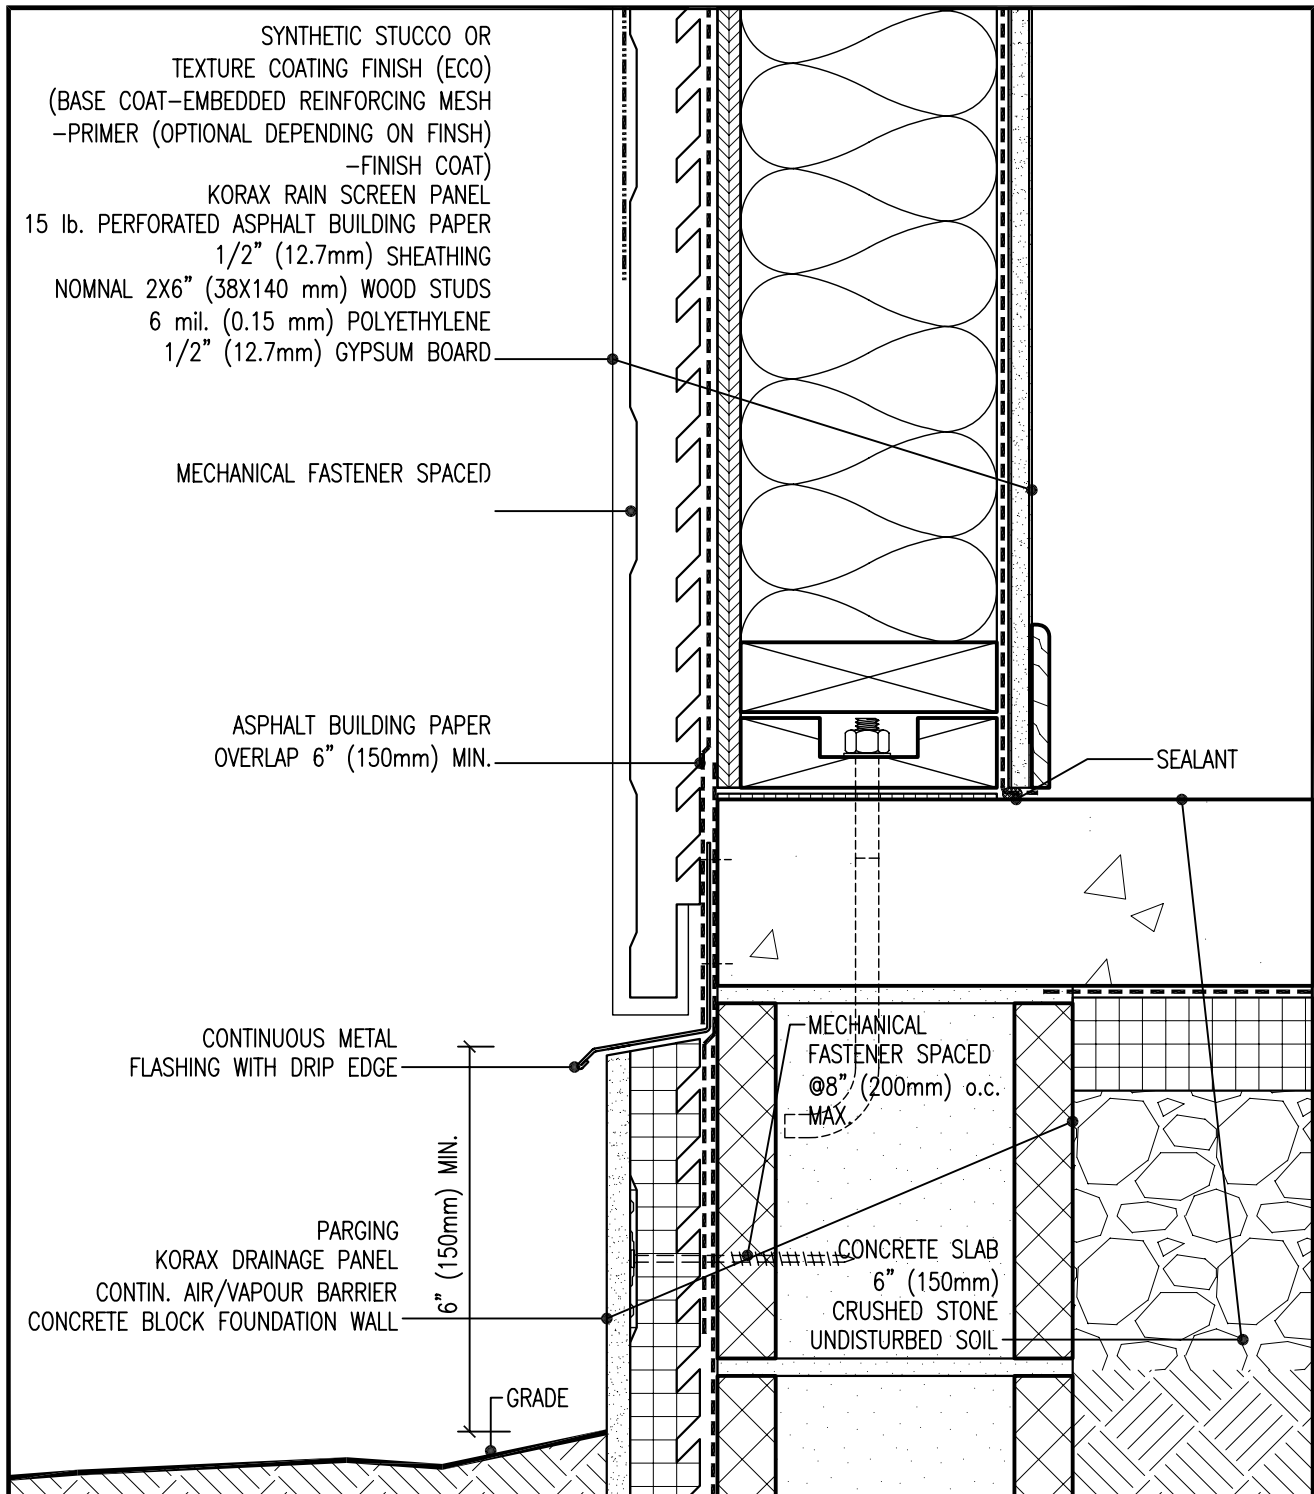 SYNTHETIC STUCCO OR
TEXTURE COATING FINISH (ECO)
(BASE COAT-EMBEDDED REINFORCING MESH
-PRIMER (OPTIONAL DEPENDING ON FINSH)
-FINISH COAT)
KORAX RAIN SCREEN PANEL
15 lb. PERFORATED ASPHALT BUILDING PAPER
1/2" (12.7mm) SHEATHING
NOMNAL 2X6" (38X140 mm) WOOD STUDS
6 mil. (0.15 mm) POLYETHYLENE
1/2" (12.7mm) GYPSUM BOARD
MECHANICAL FASTENER SPACED
ASPHALT BUILDING PAPER
OVERLAP 6" (150mm) MIN.
SEALANT
CONTINUOUS METAL
FLASHING WITH DRIP EDGE
MECHANICAL
FASTENER SPACED
@8" (200mm) o.c.
MAX.
6" (150mm) MIN.
PARGING
KORAX DRAINAGE PANEL
CONTIN. AIR/VAPOUR BARRIER
CONCRETE BLOCK FOUNDATION WALL
CONCRETE SLAB
6" (150mm)
CRUSHED STONE
UNDISTURBED SOIL
GRADE